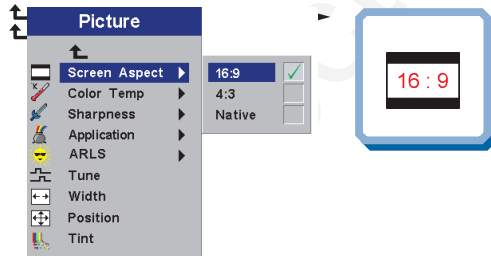 Picture
Screen Aspect
Color Temp
Sharpness
Application
ARLS
Tune
Width
Position
Tint
16:9
4:3
Native
16 : 9